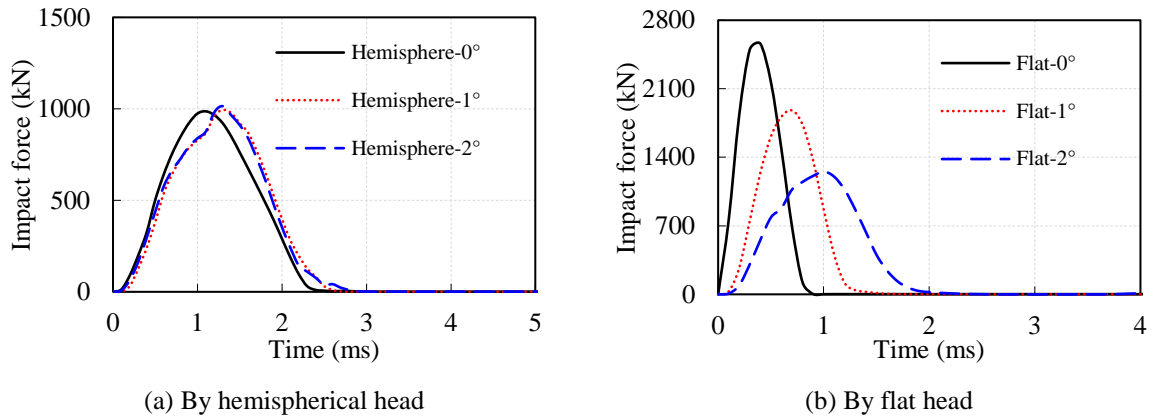 1500
1000
500
0
0 1 2 3 4 5
Impact force (kN)
Time (ms)
Hemisphere-0°
Hemisphere-1°
Hemisphere-2°
(a) By hemispherical head
2800
2100
1400
700
0
0 1 2 3 4
Impact force (kN)
Time (ms)
Flat-0°
Flat-1°
Flat-2°
(b) By flat head